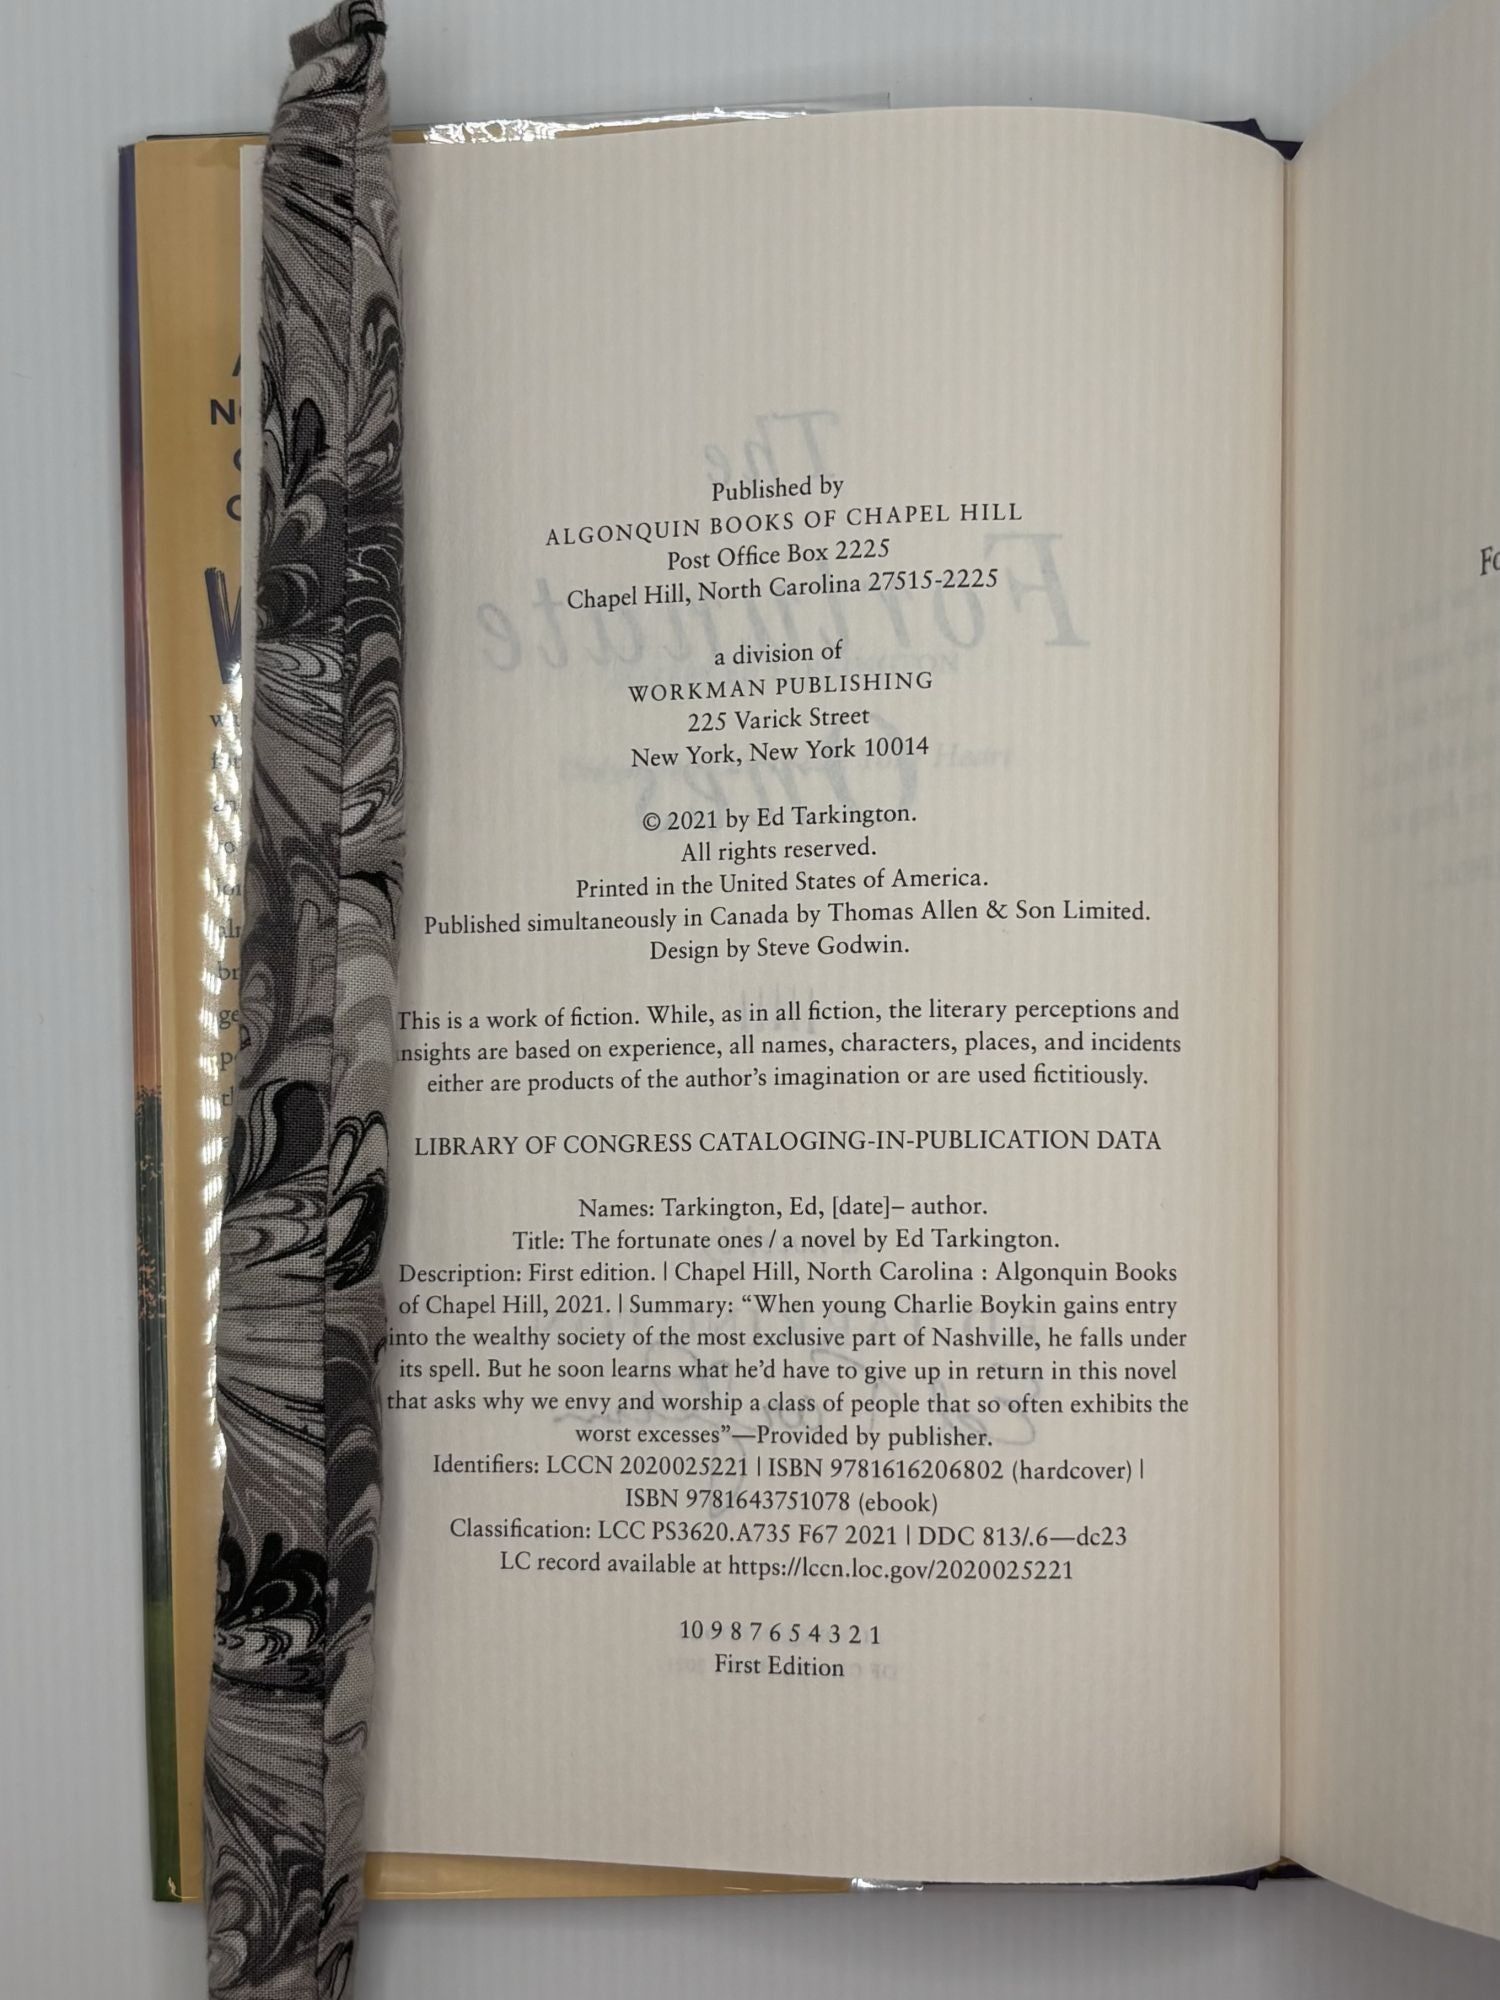 Published by
ALGONQUIN BOOKS OF CHAPEL HILL
Post Office Box 2225
Chapel Hill, North Carolina 27515-2225
a division of
WORKMAN PUBLISHING
225 Varick Street
New York, New York 10014
© 2021 by Ed Tarkington.
All rights reserved.
Printed in the United States of America.
Published simultaneously in Canada by Thomas Allen & Son Limited.
Design by Steve Godwin.
This is a work of fiction. While, as in all fiction, the literary perceptions and
insights are based on experience, all names, characters, places, and incidents
either are products of the author's imagination or are used fictitiously.
LIBRARY OF CONGRESS CATALOGING-IN-PUBLICATION DATA
Names: Tarkington, Ed, [date]– author.
Title: The fortunate ones / a novel by Ed Tarkington.
Description: First edition. | Chapel Hill, North Carolina : Algonquin Books
of Chapel Hill, 2021. | Summary: “When young Charlie Boykin gains entry
into the wealthy society of the most exclusive part of Nashville, he falls under
its spell. But he soon learns what he’d have to give up in return in this novel
that asks why we envy and worship a class of people that so often exhibits the
worst excesses”—Provided by publisher.
Identifiers: LCCN 2020025221 | ISBN 9781616206802 (hardcover) |
ISBN 9781643751078 (ebook)
Classification: LCC PS3620.A735 F67 2021 | DDC 813/.6—dc23
LC record available at https://lccn.loc.gov/2020025221
10 9 8 7 6 5 4 3 2 1
First Edition